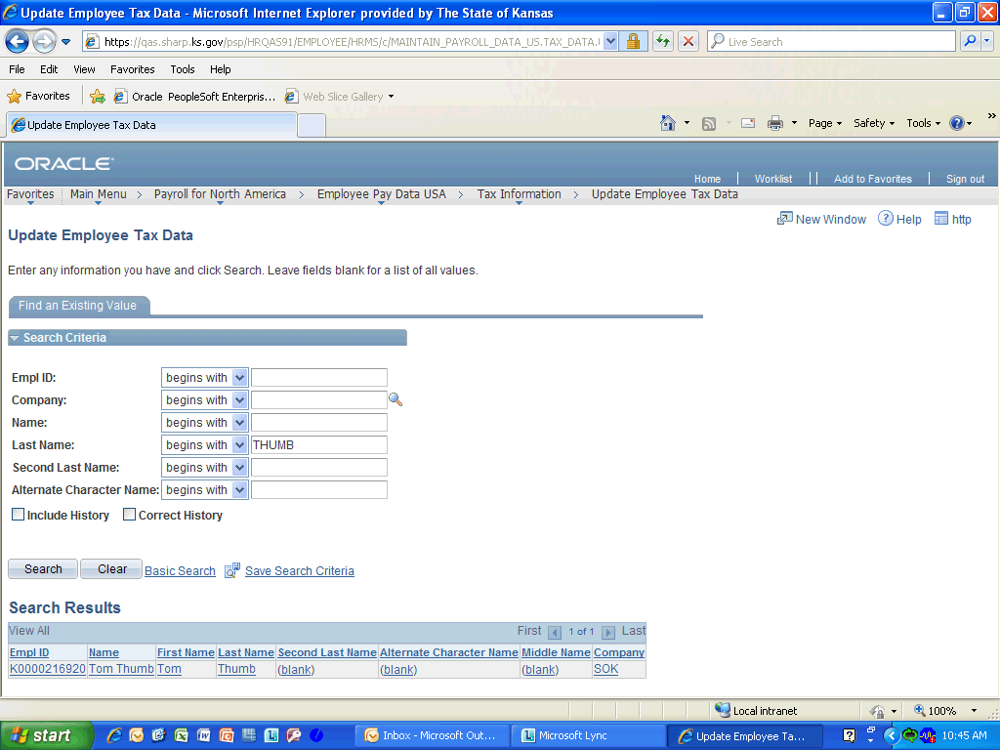 Update Employee Tax Data - Microsoft Internet Explorer provided by The State of Kansas
https://qas.sharp.ks.gov/psp/HRQAS91/EMPLOYEE/HRMS/c/MAINTAIN_PAYROLL_DATA_US.TAX_DATA.
Live Search
File Edit View Favorites Tools Help
Favorites Oracle PeopleSoft Enterpris... Web Slice Gallery
Update Employee Tax Data Page Safety Tools »
ORACLE
Home Worklist Add to Favorites Sign out
Favorites Main Menu > Payroll for North America > Employee Pay Data USA > Tax Information > Update Employee Tax Data
New Window Help http
Update Employee Tax Data
Enter any information you have and click Search. Leave fields blank for a list of all values.
Find an Existing Value
Search Criteria
Empl ID: begins with
Company: begins with
Name: begins with
Last Name: begins with THUMB
Second Last Name: begins with
Alternate Character Name: begins with
Include History Correct History
Search Clear Basic Search Save Search Criteria
Search Results
View All First 1 of 1 Last
Empl ID Name First Name Last Name Second Last Name Alternate Character Name Middle Name Company
K0000216920 Tom Thumb Tom Thumb (blank) (blank) (blank) SOK
Local intranet 100%
start Inbox - Microsoft Out... Microsoft Lync Update Employee Ta... 10:45 AM